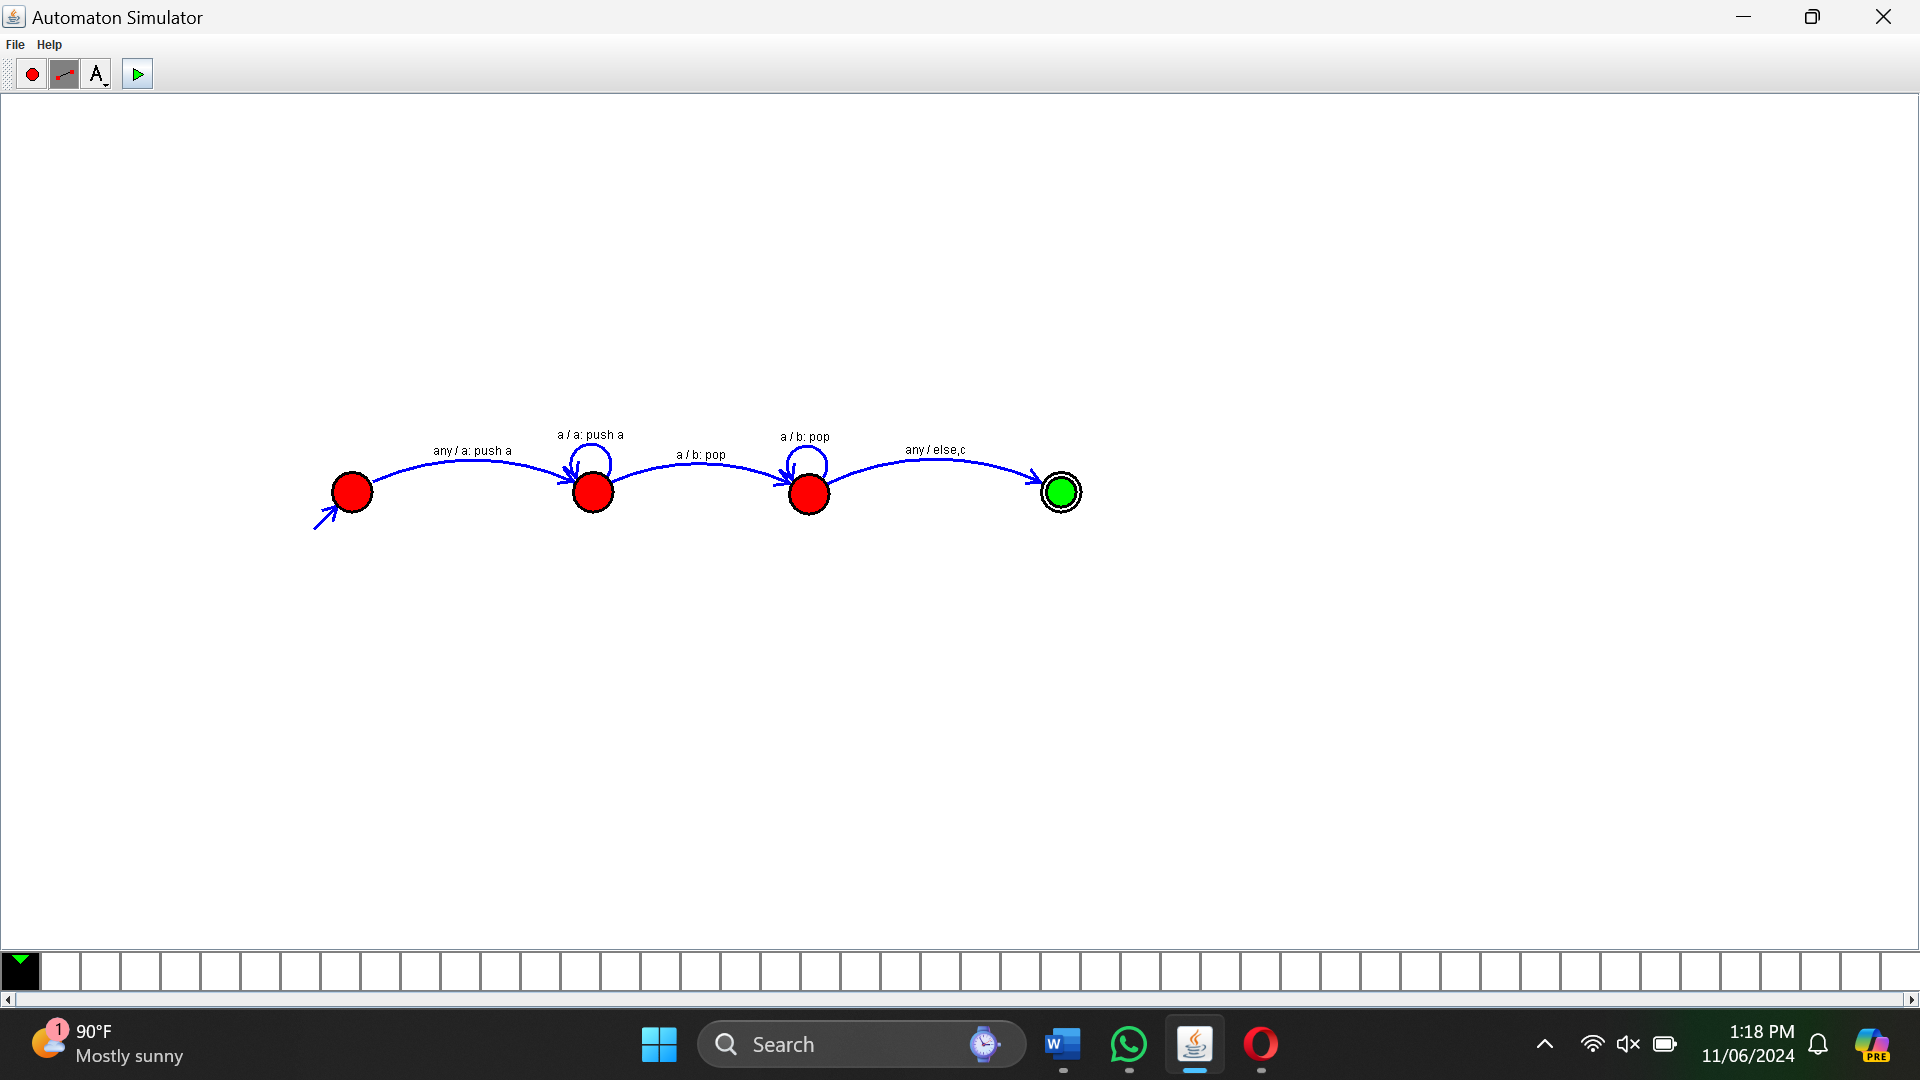 Automaton Simulator
File Help
A
a / a: push a
a / b: pop
any / a: push a
a / b: pop
any / else,c
1
90°F
Mostly sunny
Search
W
PRE
1:18 PM
11/06/2024